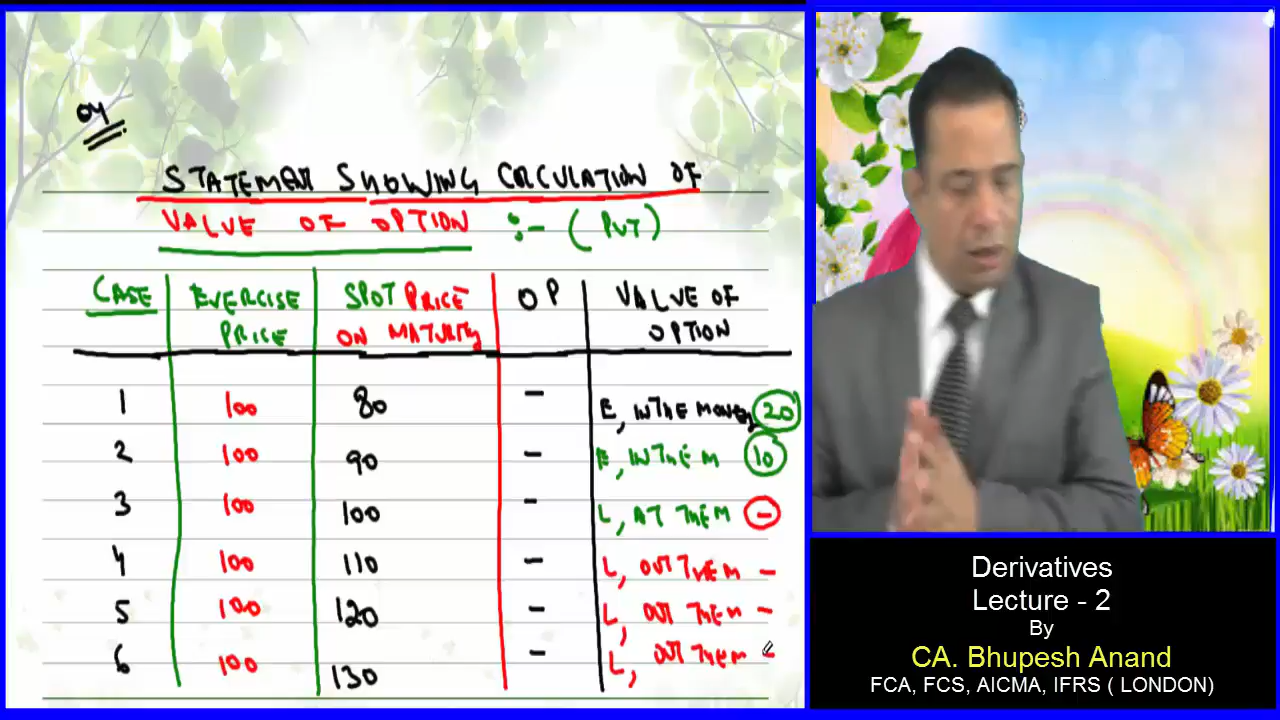 04
STATEMENT SHOWING CALCULATION OF
VALUE OF OPTION :- (PUT)
CASE EXERCISE PRICE SPOT PRICE ON MATURITY OP VALUE OF OPTION
1 100 80 - E, IN THE MONEY 20
2 100 90 - E, IN THE M 10
3 100 100 - L, AT THE M -
4 100 110 - L, OUT THE M -
5 100 120 - L, OUT THE M -
6 100 130 - L, OUT THE M -
Derivatives
Lecture - 2
By
CA. Bhupesh Anand
FCA, FCS, AICMA, IFRS ( LONDON)